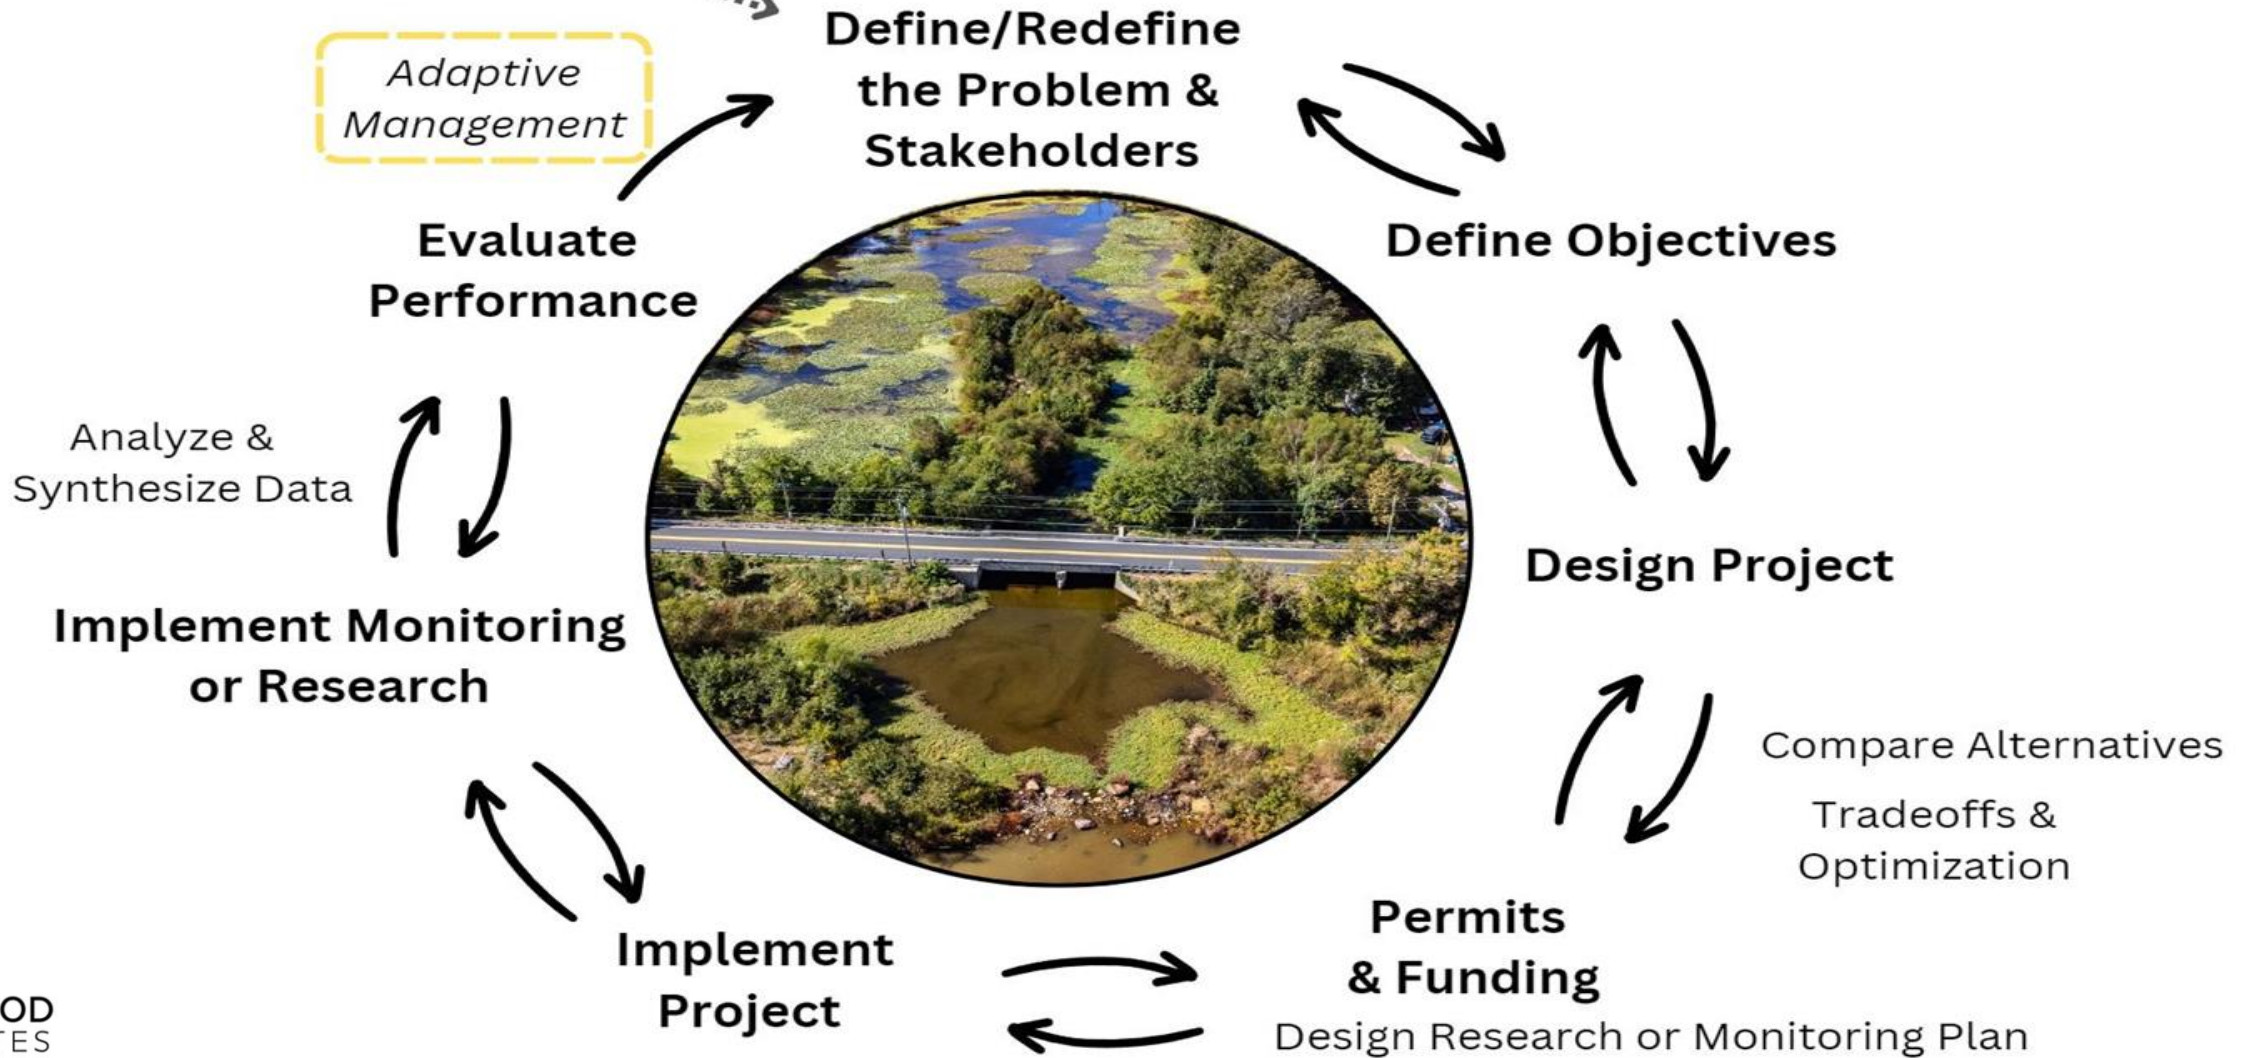 Define/Redefine
the Problem &
Stakeholders
Adaptive
Management
Define Objectives
Evaluate
Performance
Analyze &
Synthesize Data
Design Project
Implement Monitoring
or Research
Compare Alternatives
Tradeoffs &
Optimization
Permits
& Funding
Design Research or Monitoring Plan
Implement
Project
OD
TES